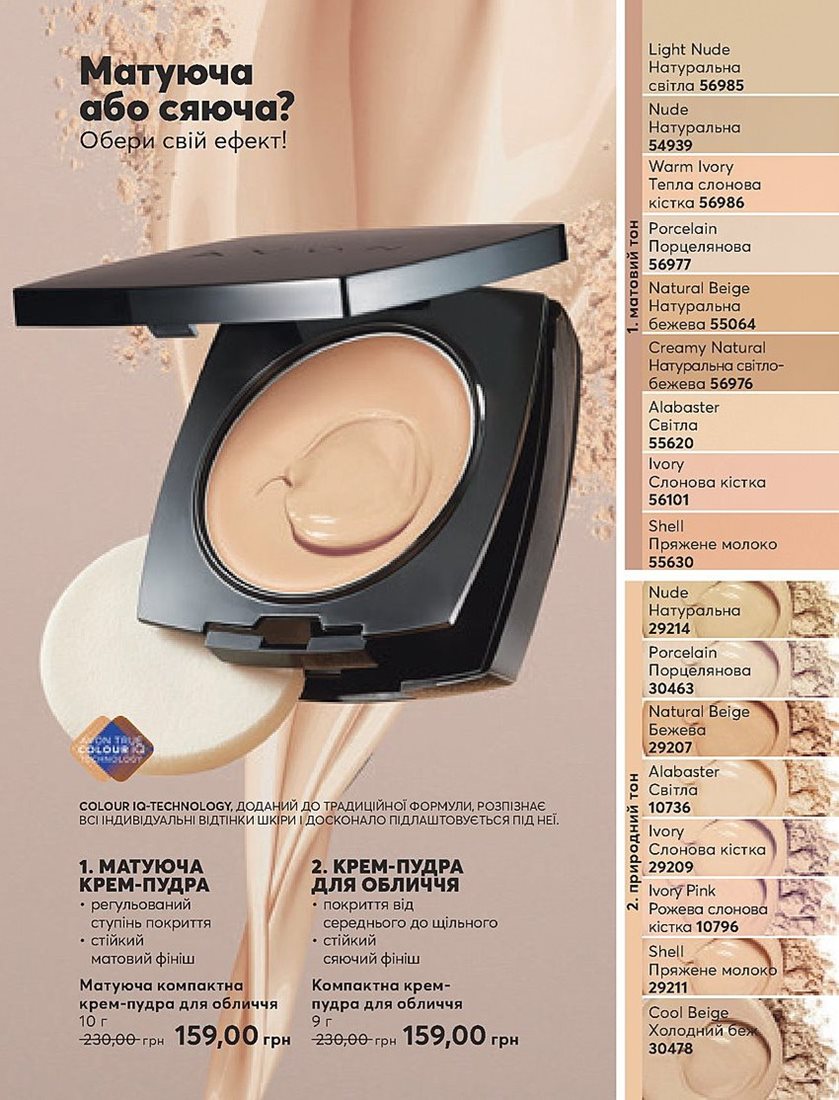 Матуюча
або сяюча?
Обери свій ефект!
AVON
AVON TRUE
COLOUR IQ
TECHNOLOGY
COLOUR IQ-TECHNOLOGY, ДОДАНИЙ ДО ТРАДИЦІЙНОЇ ФОРМУЛИ, РОЗПІЗНАЄ
ВСІ ІНДИВІДУАЛЬНІ ВІДТІНКИ ШКІРИ І ДОСКОНАЛО ПІДЛАШТОВУЄТЬСЯ ПІД НЕЇ.
1. МАТУЮЧА
КРЕМ-ПУДРА
• регульований
ступінь покриття
• стійкий
матовий фініш
Матуюча компактна
крем-пудра для обличчя
10 г
230,00 грн 159,00 грн
2. КРЕМ-ПУДРА
ДЛЯ ОБЛИЧЧЯ
• покриття від
середнього до щільного
• стійкий
сяючий фініш
Компактна крем-
пудра для обличчя
9 г
230,00 грн 159,00 грн
1. матовий тон
Light Nude
Натуральна
світла 56985
Nude
Натуральна
54939
Warm Ivory
Тепла слонова
кістка 56986
Porcelain
Порцелянова
56977
Natural Beige
Натуральна
бежева 55064
Creamy Natural
Натуральна світло-
бежева 56976
Alabaster
Світла
55620
Ivory
Слонова кістка
56101
Shell
Пряжене молоко
55630
2. природний тон
Nude
Натуральна
29214
Porcelain
Порцелянова
30463
Natural Beige
Бежева
29207
Alabaster
Світла
10736
Ivory
Слонова кістка
29209
Ivory Pink
Рожева слонова
кістка 10796
Shell
Пряжене молоко
29211
Cool Beige
Холодний беж
30478